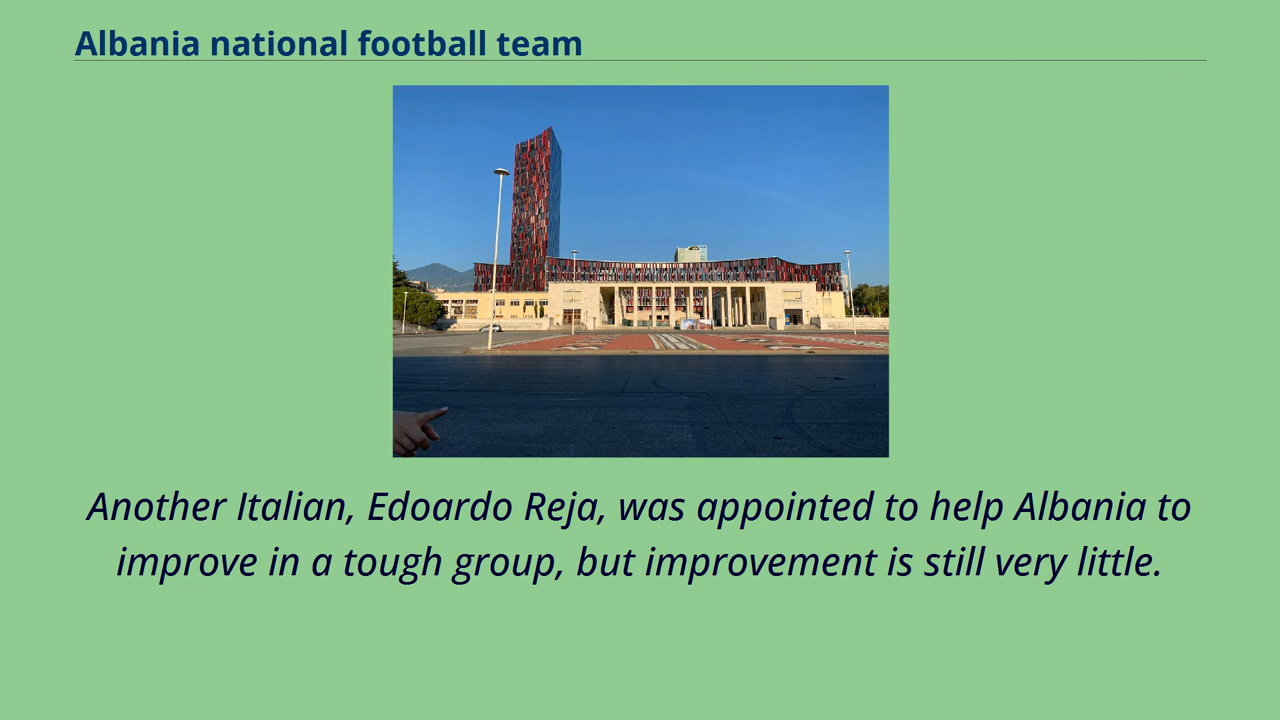 Albania national football team
Another Italian, Edoardo Reja, was appointed to help Albania to
improve in a tough group, but improvement is still very little.